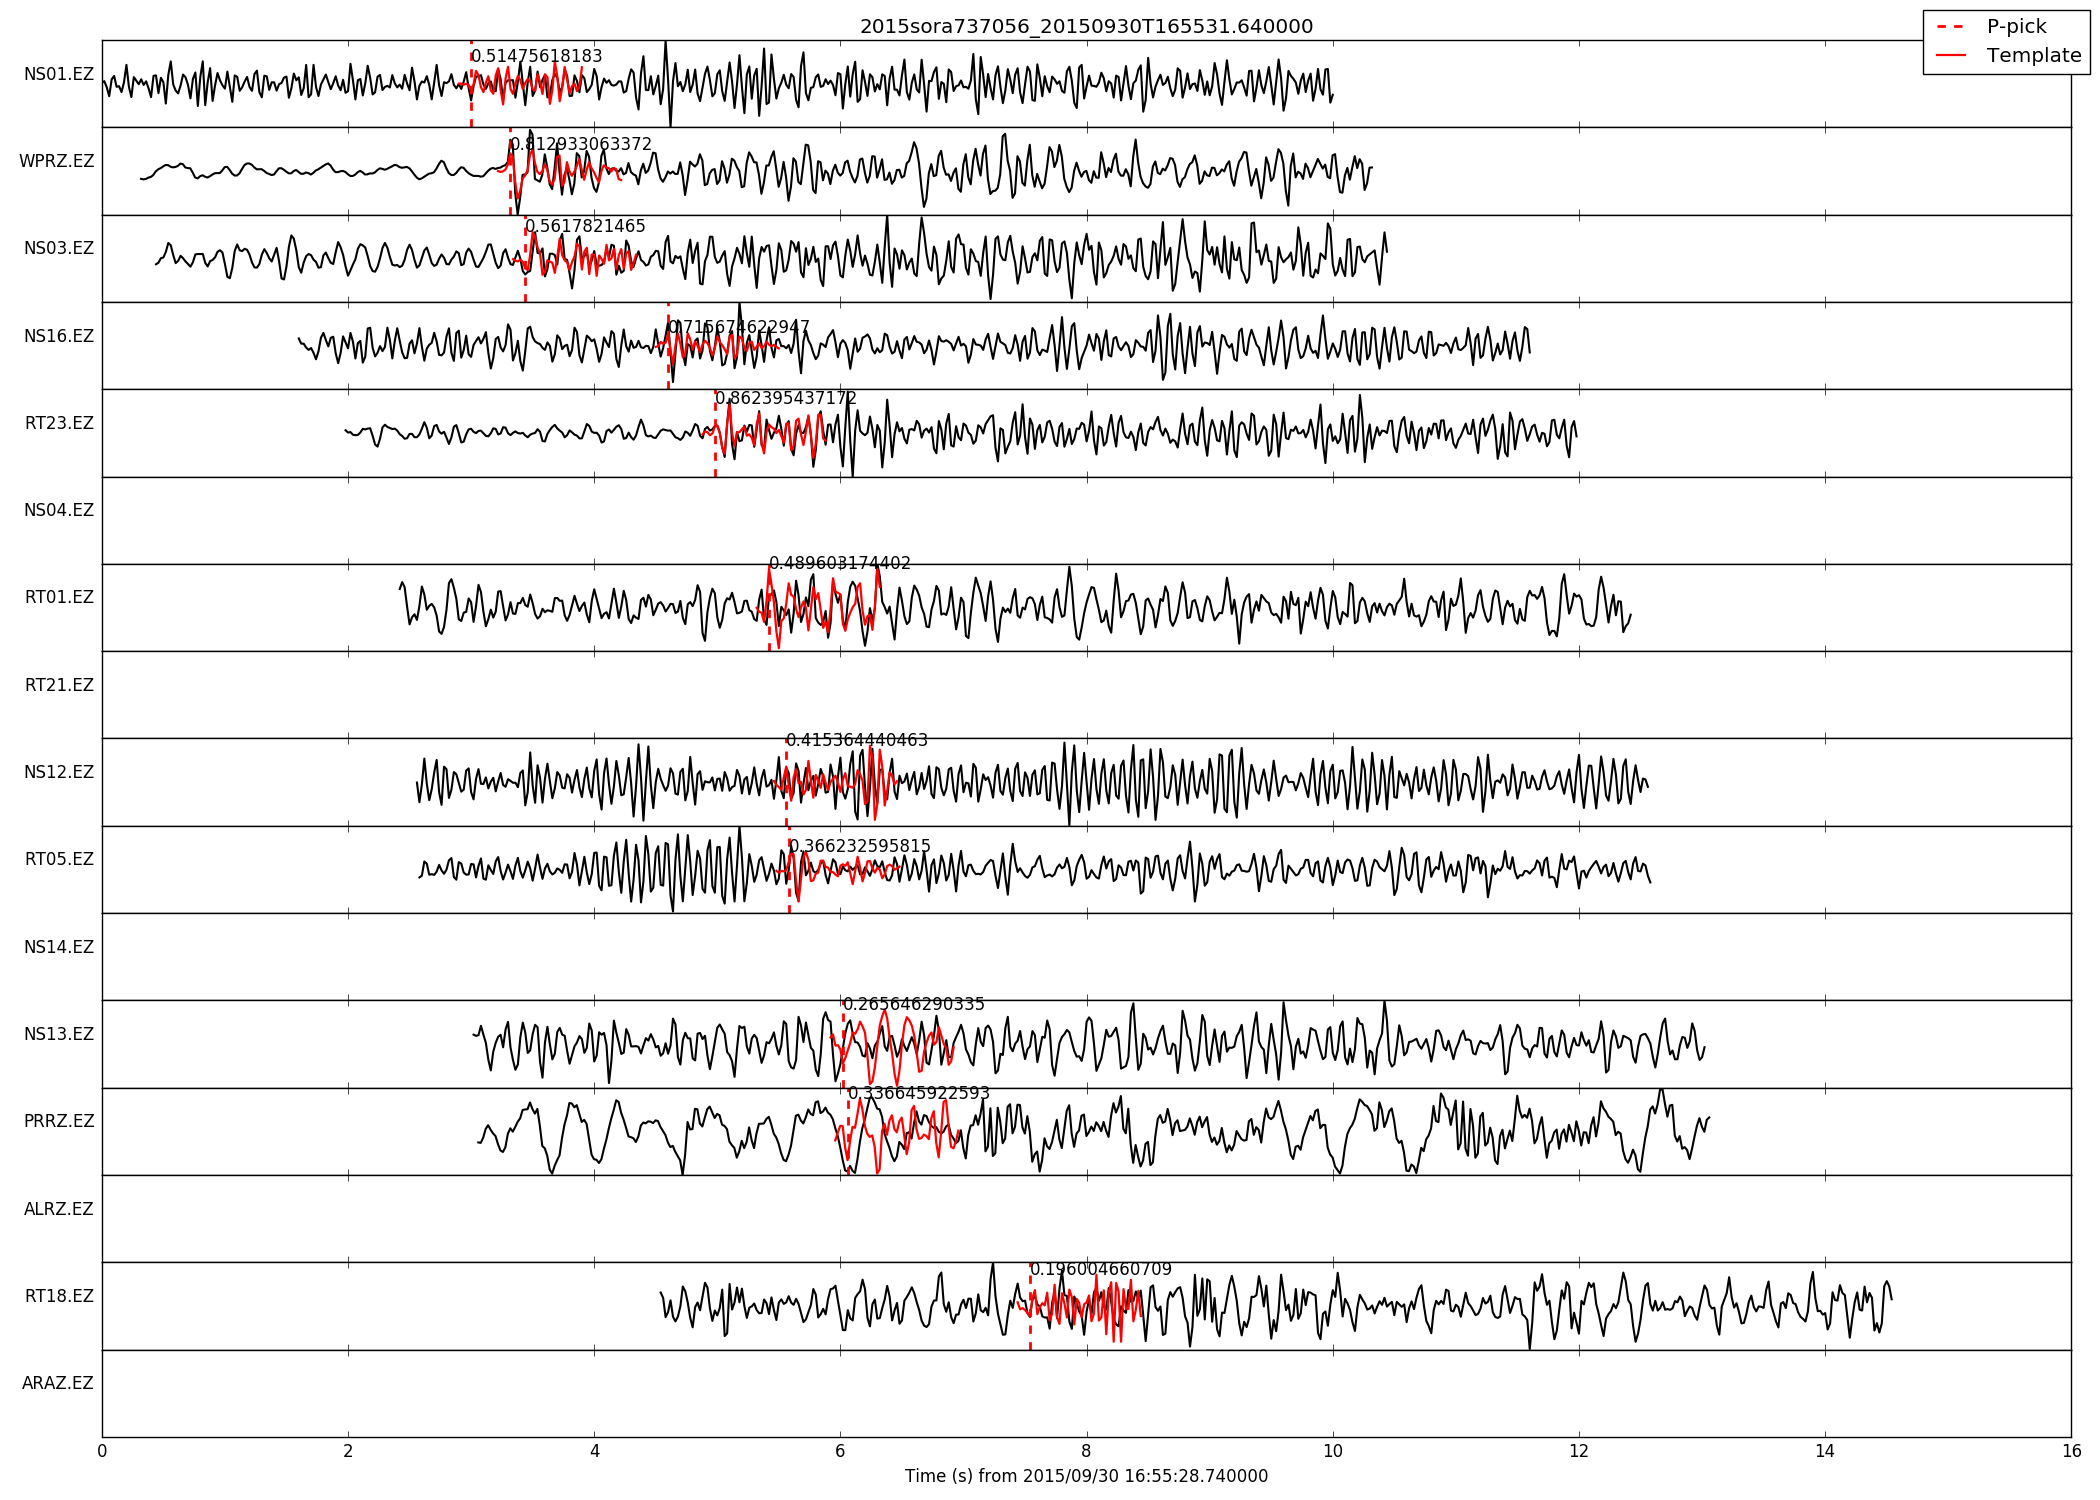 2015sora737056_20150930T165531.640000
P-pick
Template
NS01.EZ
0.51475618183
WPRZ.EZ
0.812933063372
NS03.EZ
0.5617821465
NS16.EZ
0.715674622947
RT23.EZ
0.862395437172
NS04.EZ
RT01.EZ
0.489603174402
RT21.EZ
NS12.EZ
0.415364440463
RT05.EZ
0.366232595815
NS14.EZ
NS13.EZ
0.265646290335
PRRZ.EZ
0.336645922593
ALRZ.EZ
RT18.EZ
0.196004660709
ARAZ.EZ
0 2 4 6 8 10 12 14 16
Time (s) from 2015/09/30 16:55:28.740000